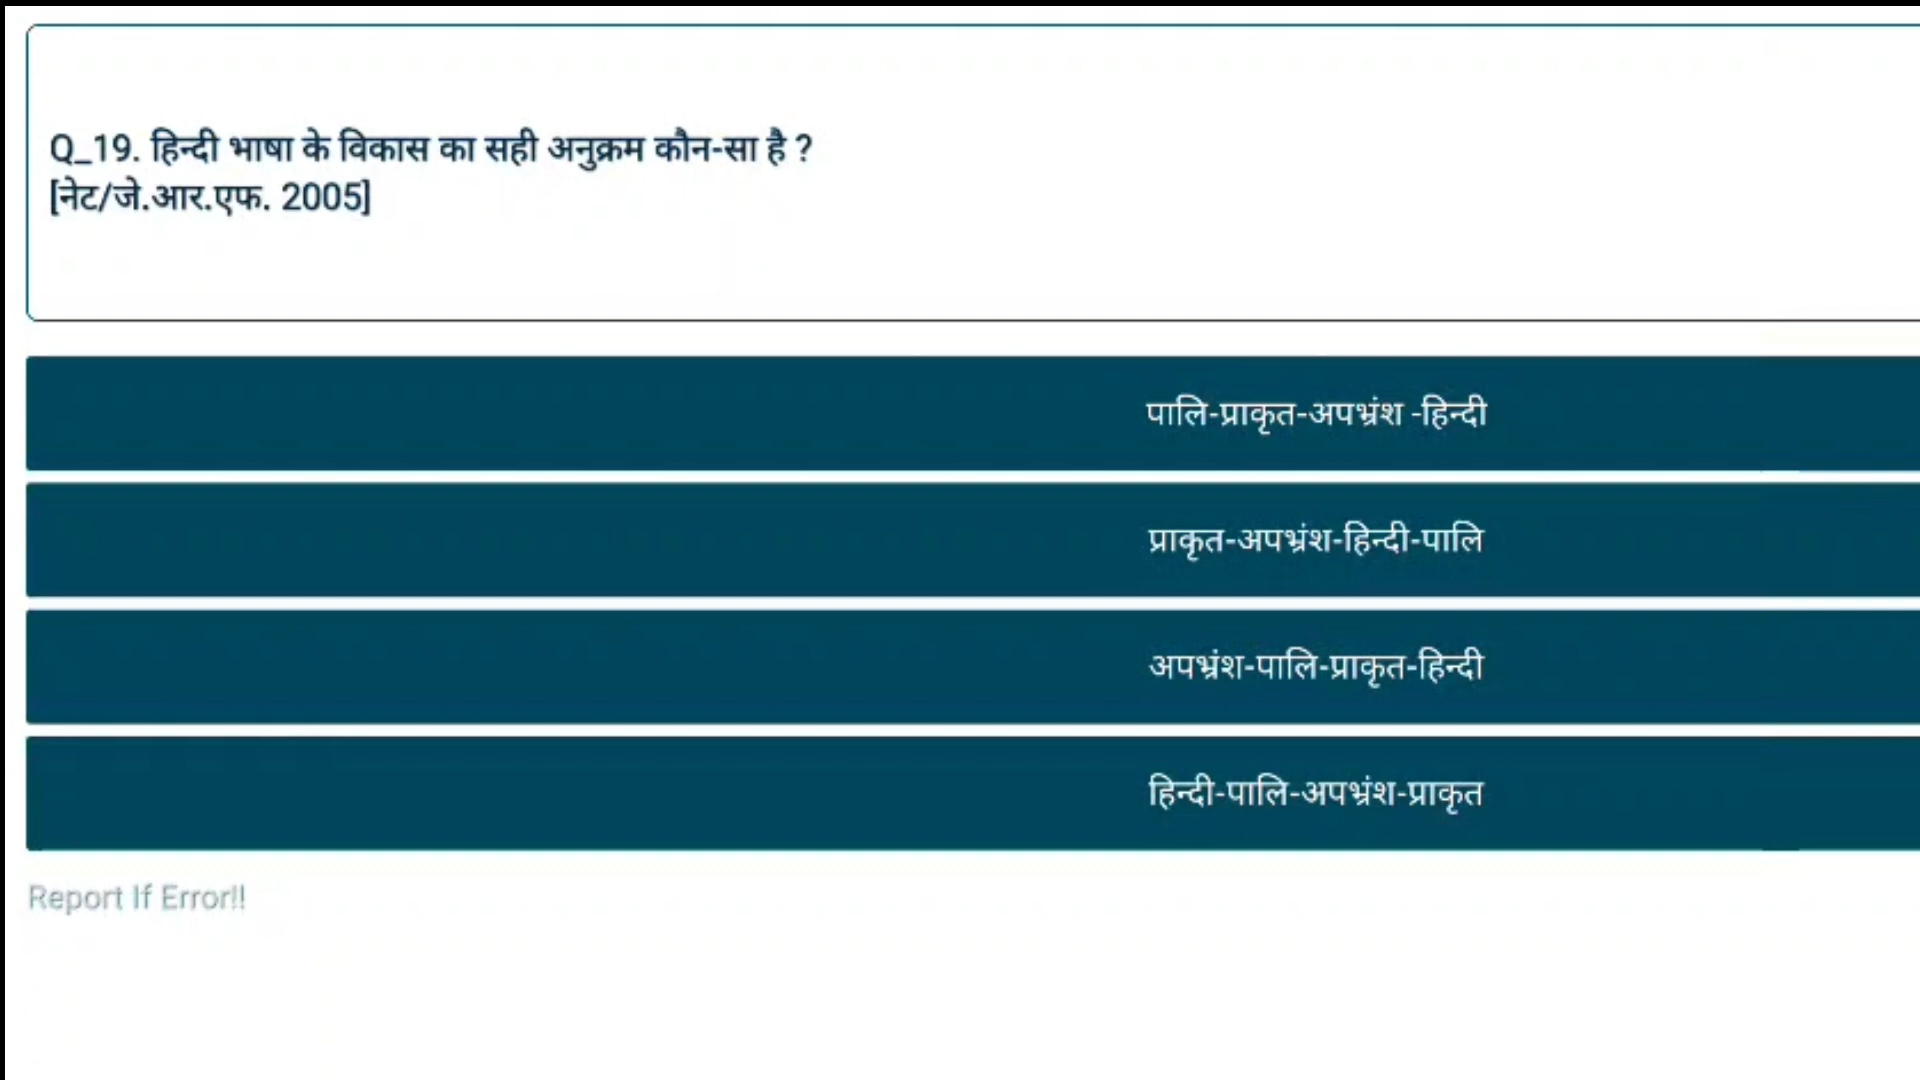 Q_19. हिन्दी भाषा के विकास का सही अनुक्रम कौन-सा है ?
[नेट/जे.आर.एफ. 2005]
पालि-प्राकृत-अपभ्रंश -हिन्दी
प्राकृत-अपभ्रंश-हिन्दी-पालि
अपभ्रंश-पालि-प्राकृत-हिन्दी
हिन्दी-पालि-अपभ्रंश-प्राकृत
Report If Error!!